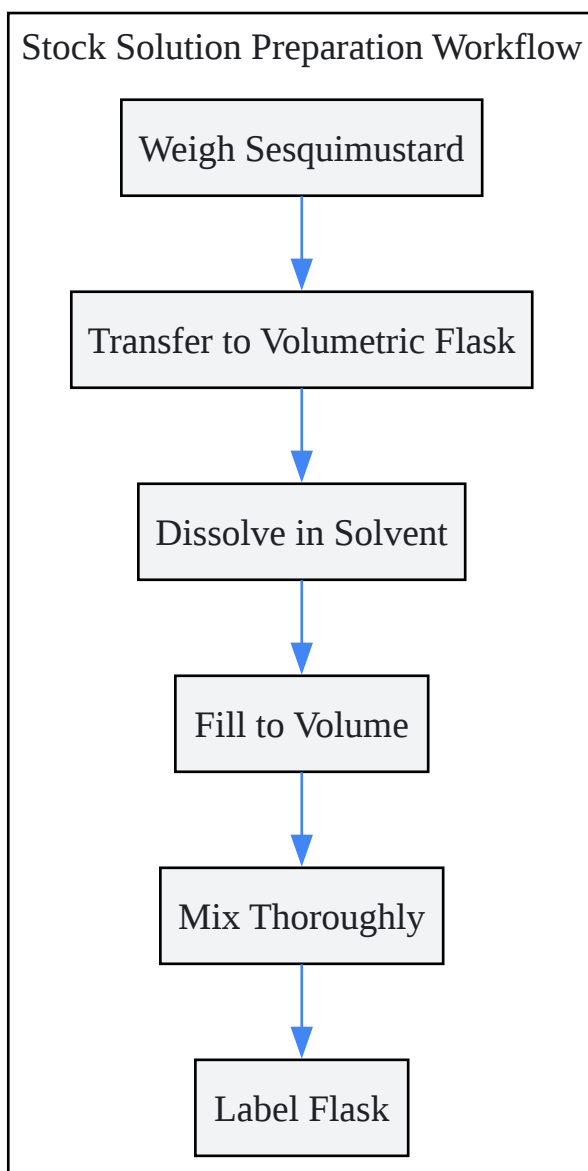 Stock Solution Preparation Workflow
Weigh Sesquimustard
Transfer to Volumetric Flask
Dissolve in Solvent
Fill to Volume
Mix Thoroughly
Label Flask